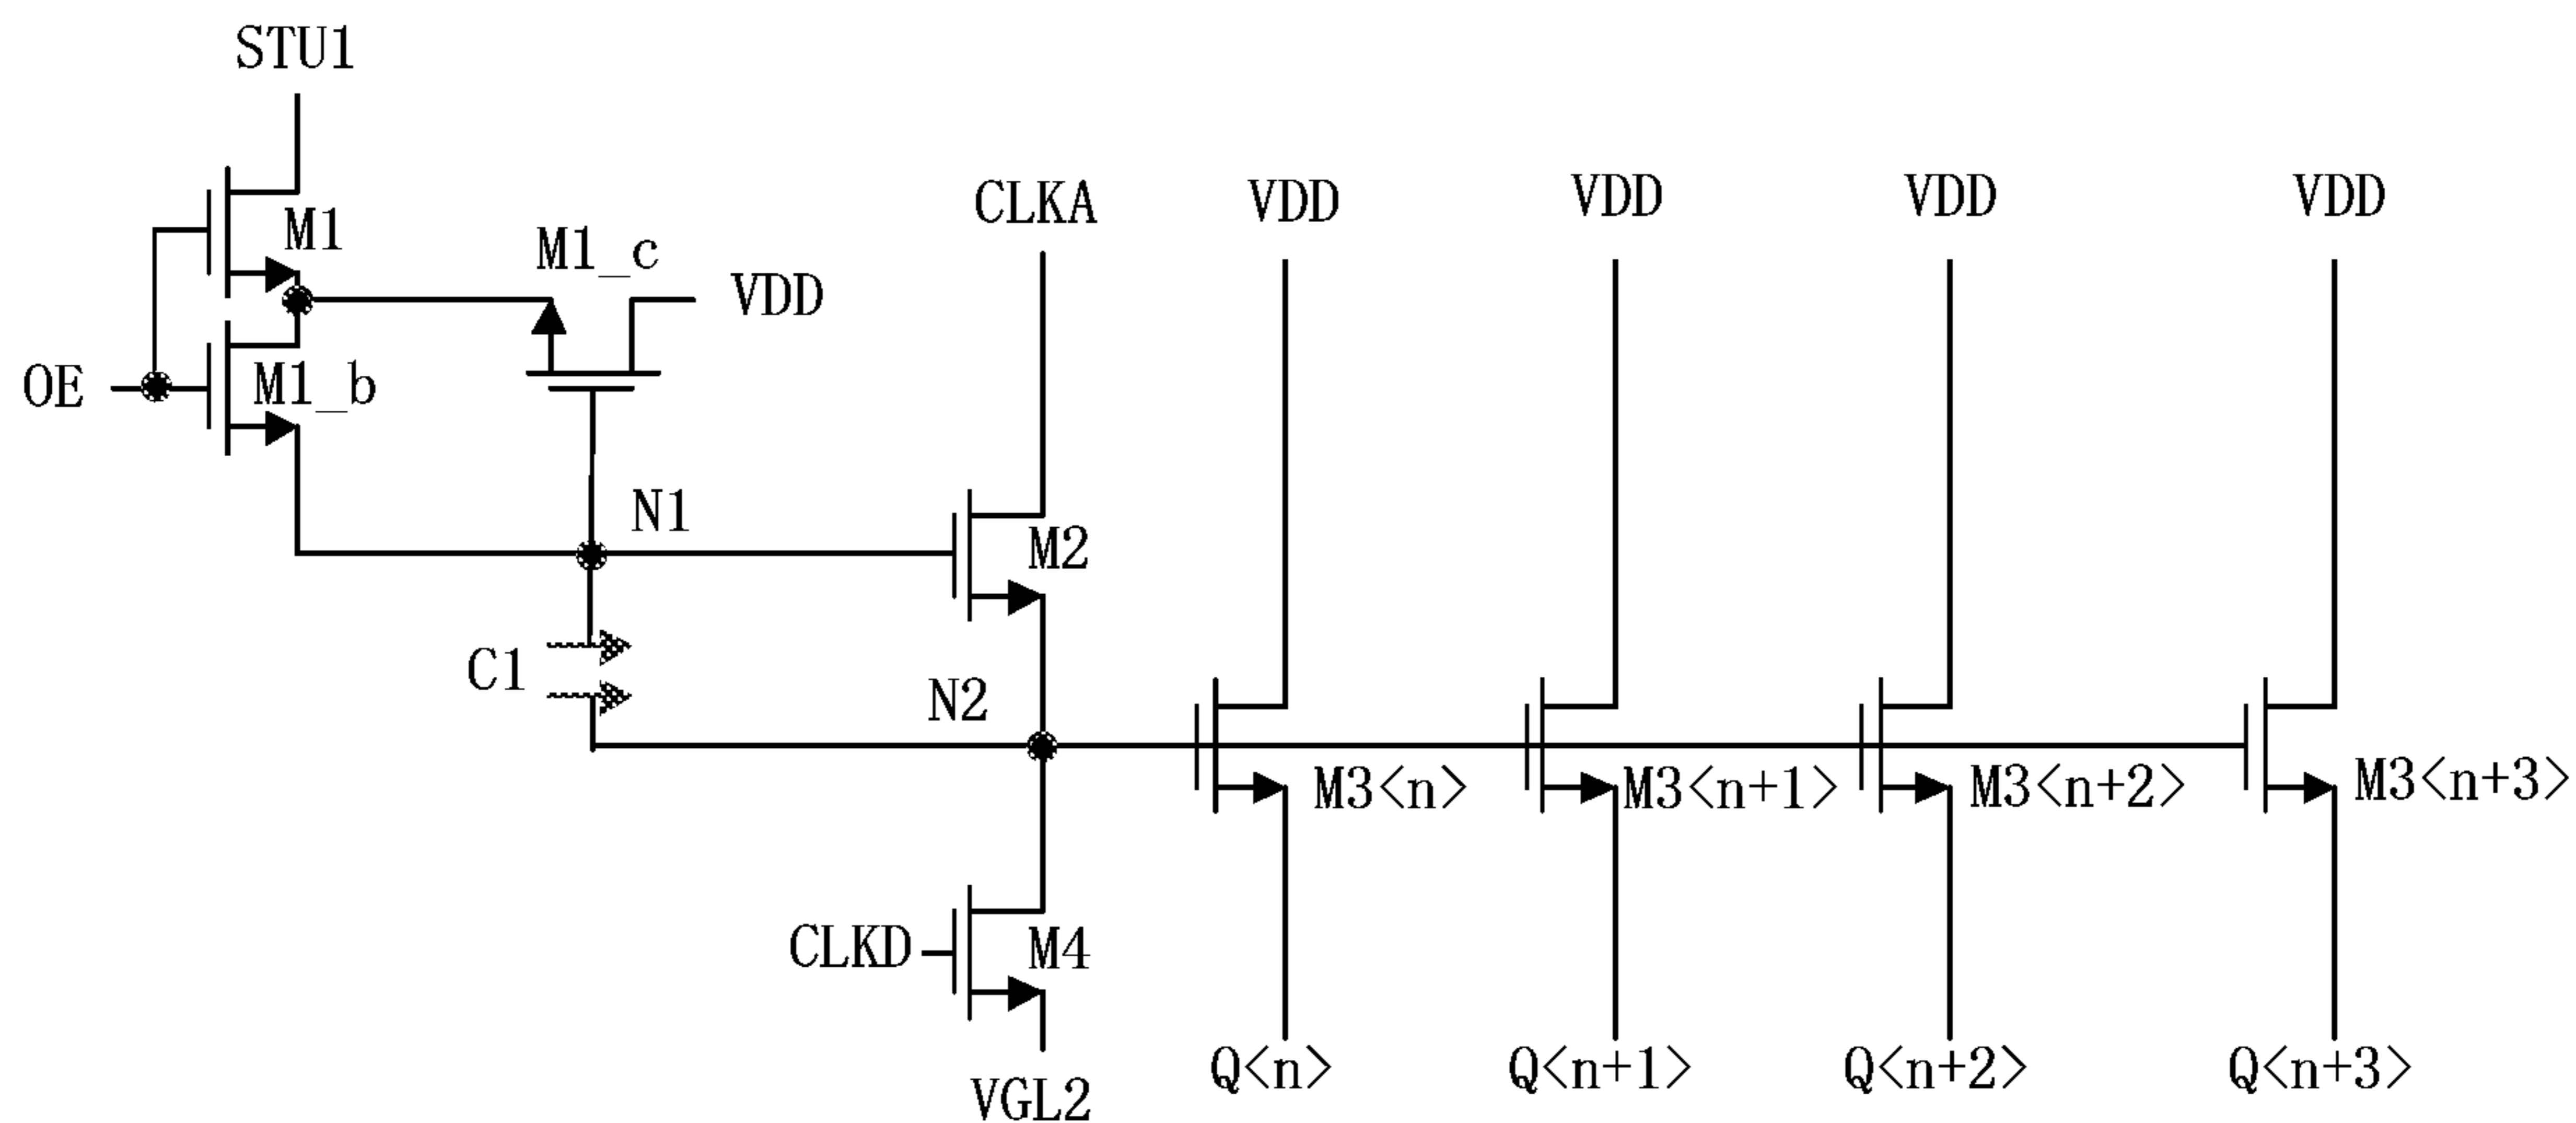 STU1
CLKA
VDD
VDD
VDD
VDD
M1
M1_c
VDD
OE
M1_b
N1
M2
C1
N2
M3<n>
M3<n+1>
M3<n+2>
M3<n+3>
CLKD
M4
VGL2
Q<n>
Q<n+1>
Q<n+2>
Q<n+3>